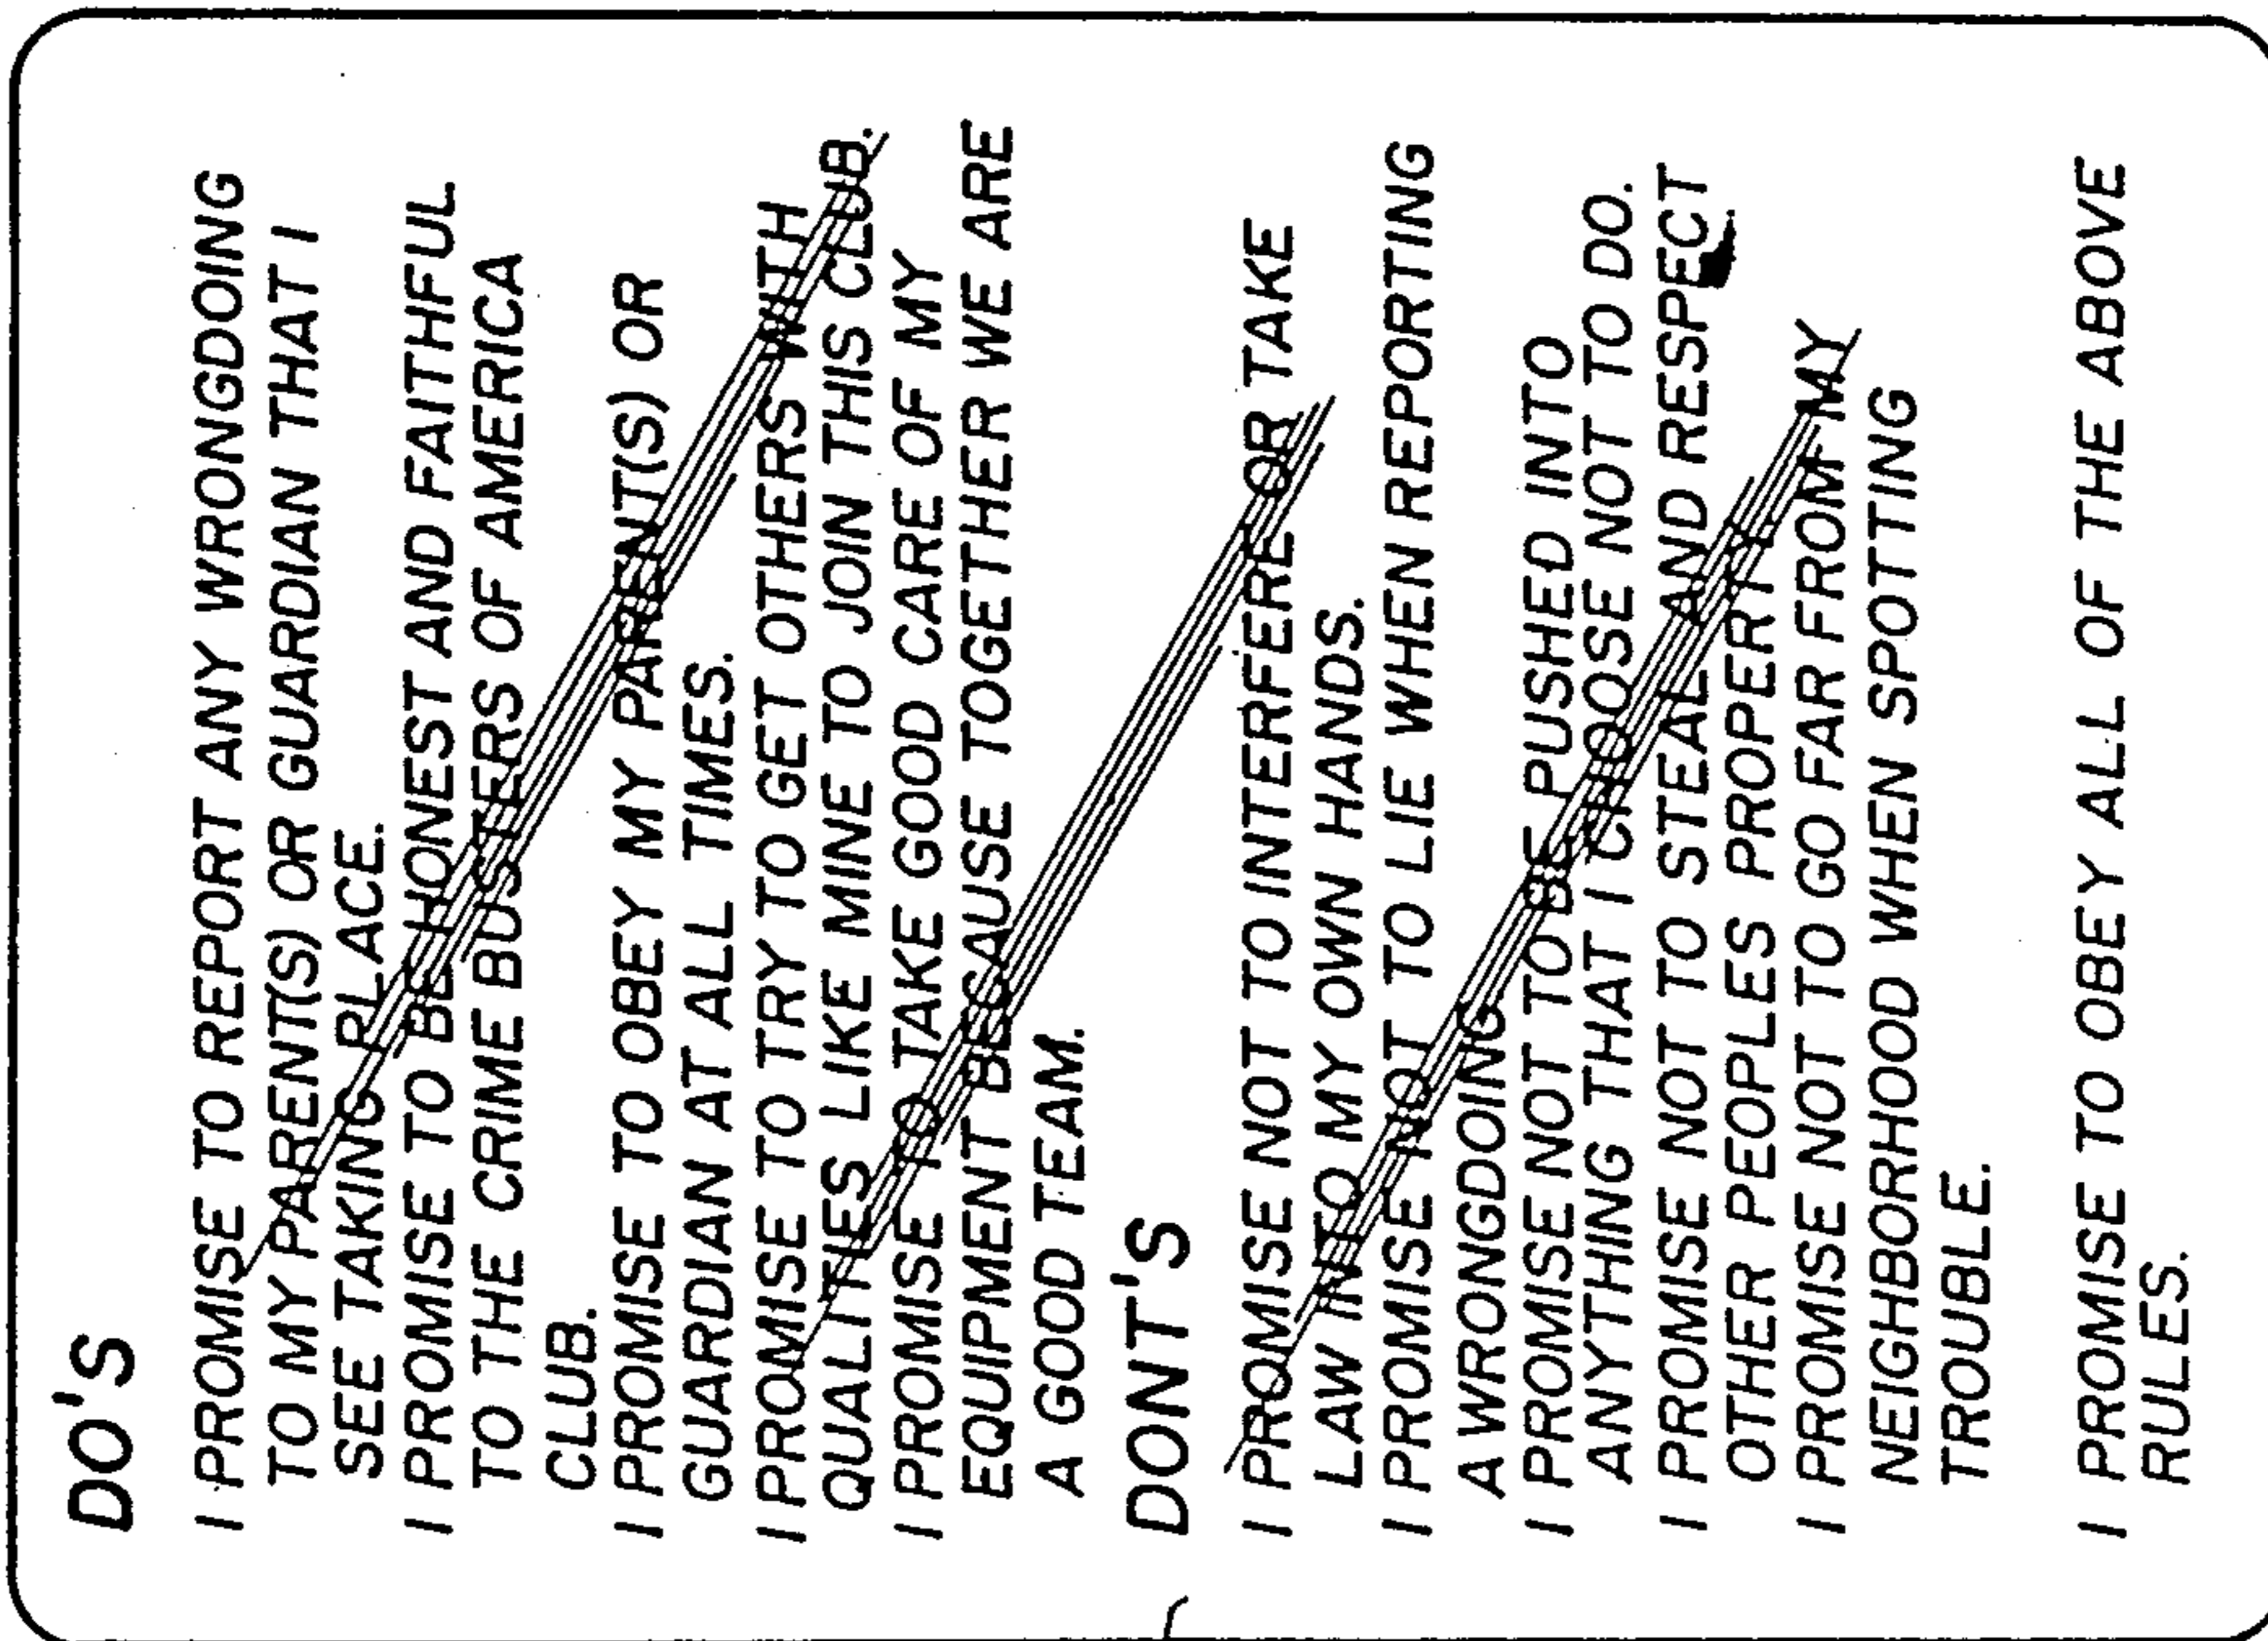 DO'S
I PROMISE TO REPORT ANY WRONGDOING
TO MY PARENT(S) OR GUARDIAN THAT I
SEE TAKING PLACE.
I PROMISE TO BE HONEST AND FAITHFUL
TO THE CRIME BUSTERS OF AMERICA
CLUB.
I PROMISE TO OBEY MY PARENT(S) OR
GUARDIAN AT ALL TIMES.
I PROMISE TO TRY TO GET OTHERS WITH
QUALITIES LIKE MINE TO JOIN THIS CLUB.
I PROMISE TO TAKE GOOD CARE OF MY
EQUIPMENT BECAUSE TOGETHER WE ARE
A GOOD TEAM.
DONT'S
I PROMISE NOT TO INTERFERE OR TAKE
LAW INTO MY OWN HANDS.
I PROMISE NOT TO LIE WHEN REPORTING
A WRONGDOING
I PROMISE NOT TO BE PUSHED INTO
ANYTHING THAT I CHOSE NOT TO DO.
I PROMISE NOT TO STEAL AND RESPECT
OTHER PEOPLES PROPERTY
I PROMISE NOT TO GO FAR FROM MY
NEIGHBORHOOD WHEN SPOTTING
TROUBLE.
I PROMISE TO OBEY ALL OF THE ABOVE
RULES.